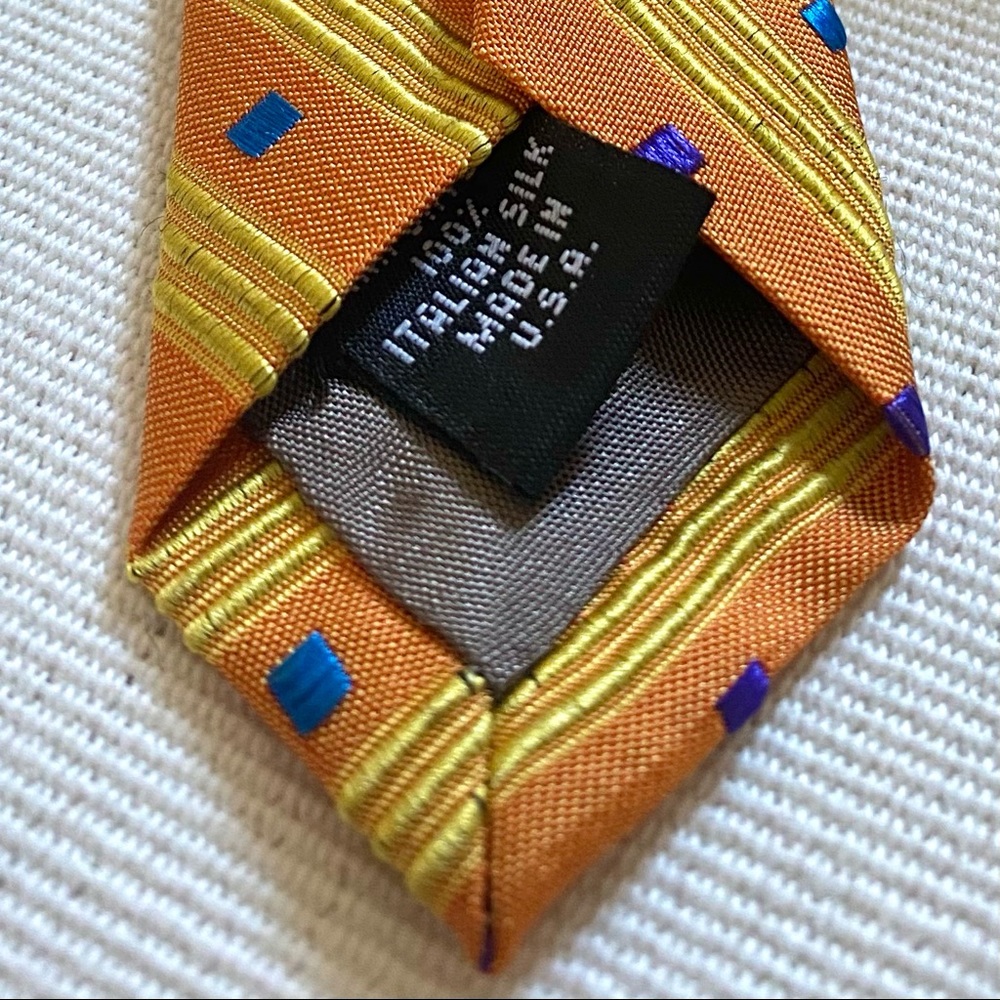 100%
ITALIAN SILK
MADE IN
U.S.A.